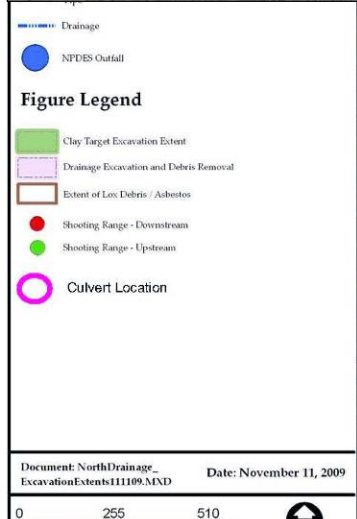 Drainage
NPDES Outfall
Figure Legend
Clay Target Excavation Extent
Drainage Excavation and Debris Removal
Extent of Lox Debris / Asbestos
Shooting Range - Downstream
Shooting Range - Upstream
Culvert Location
Document: NorthDrainage_
ExcavationExtents111109.MXD
Date: November 11, 2009
0 255 510